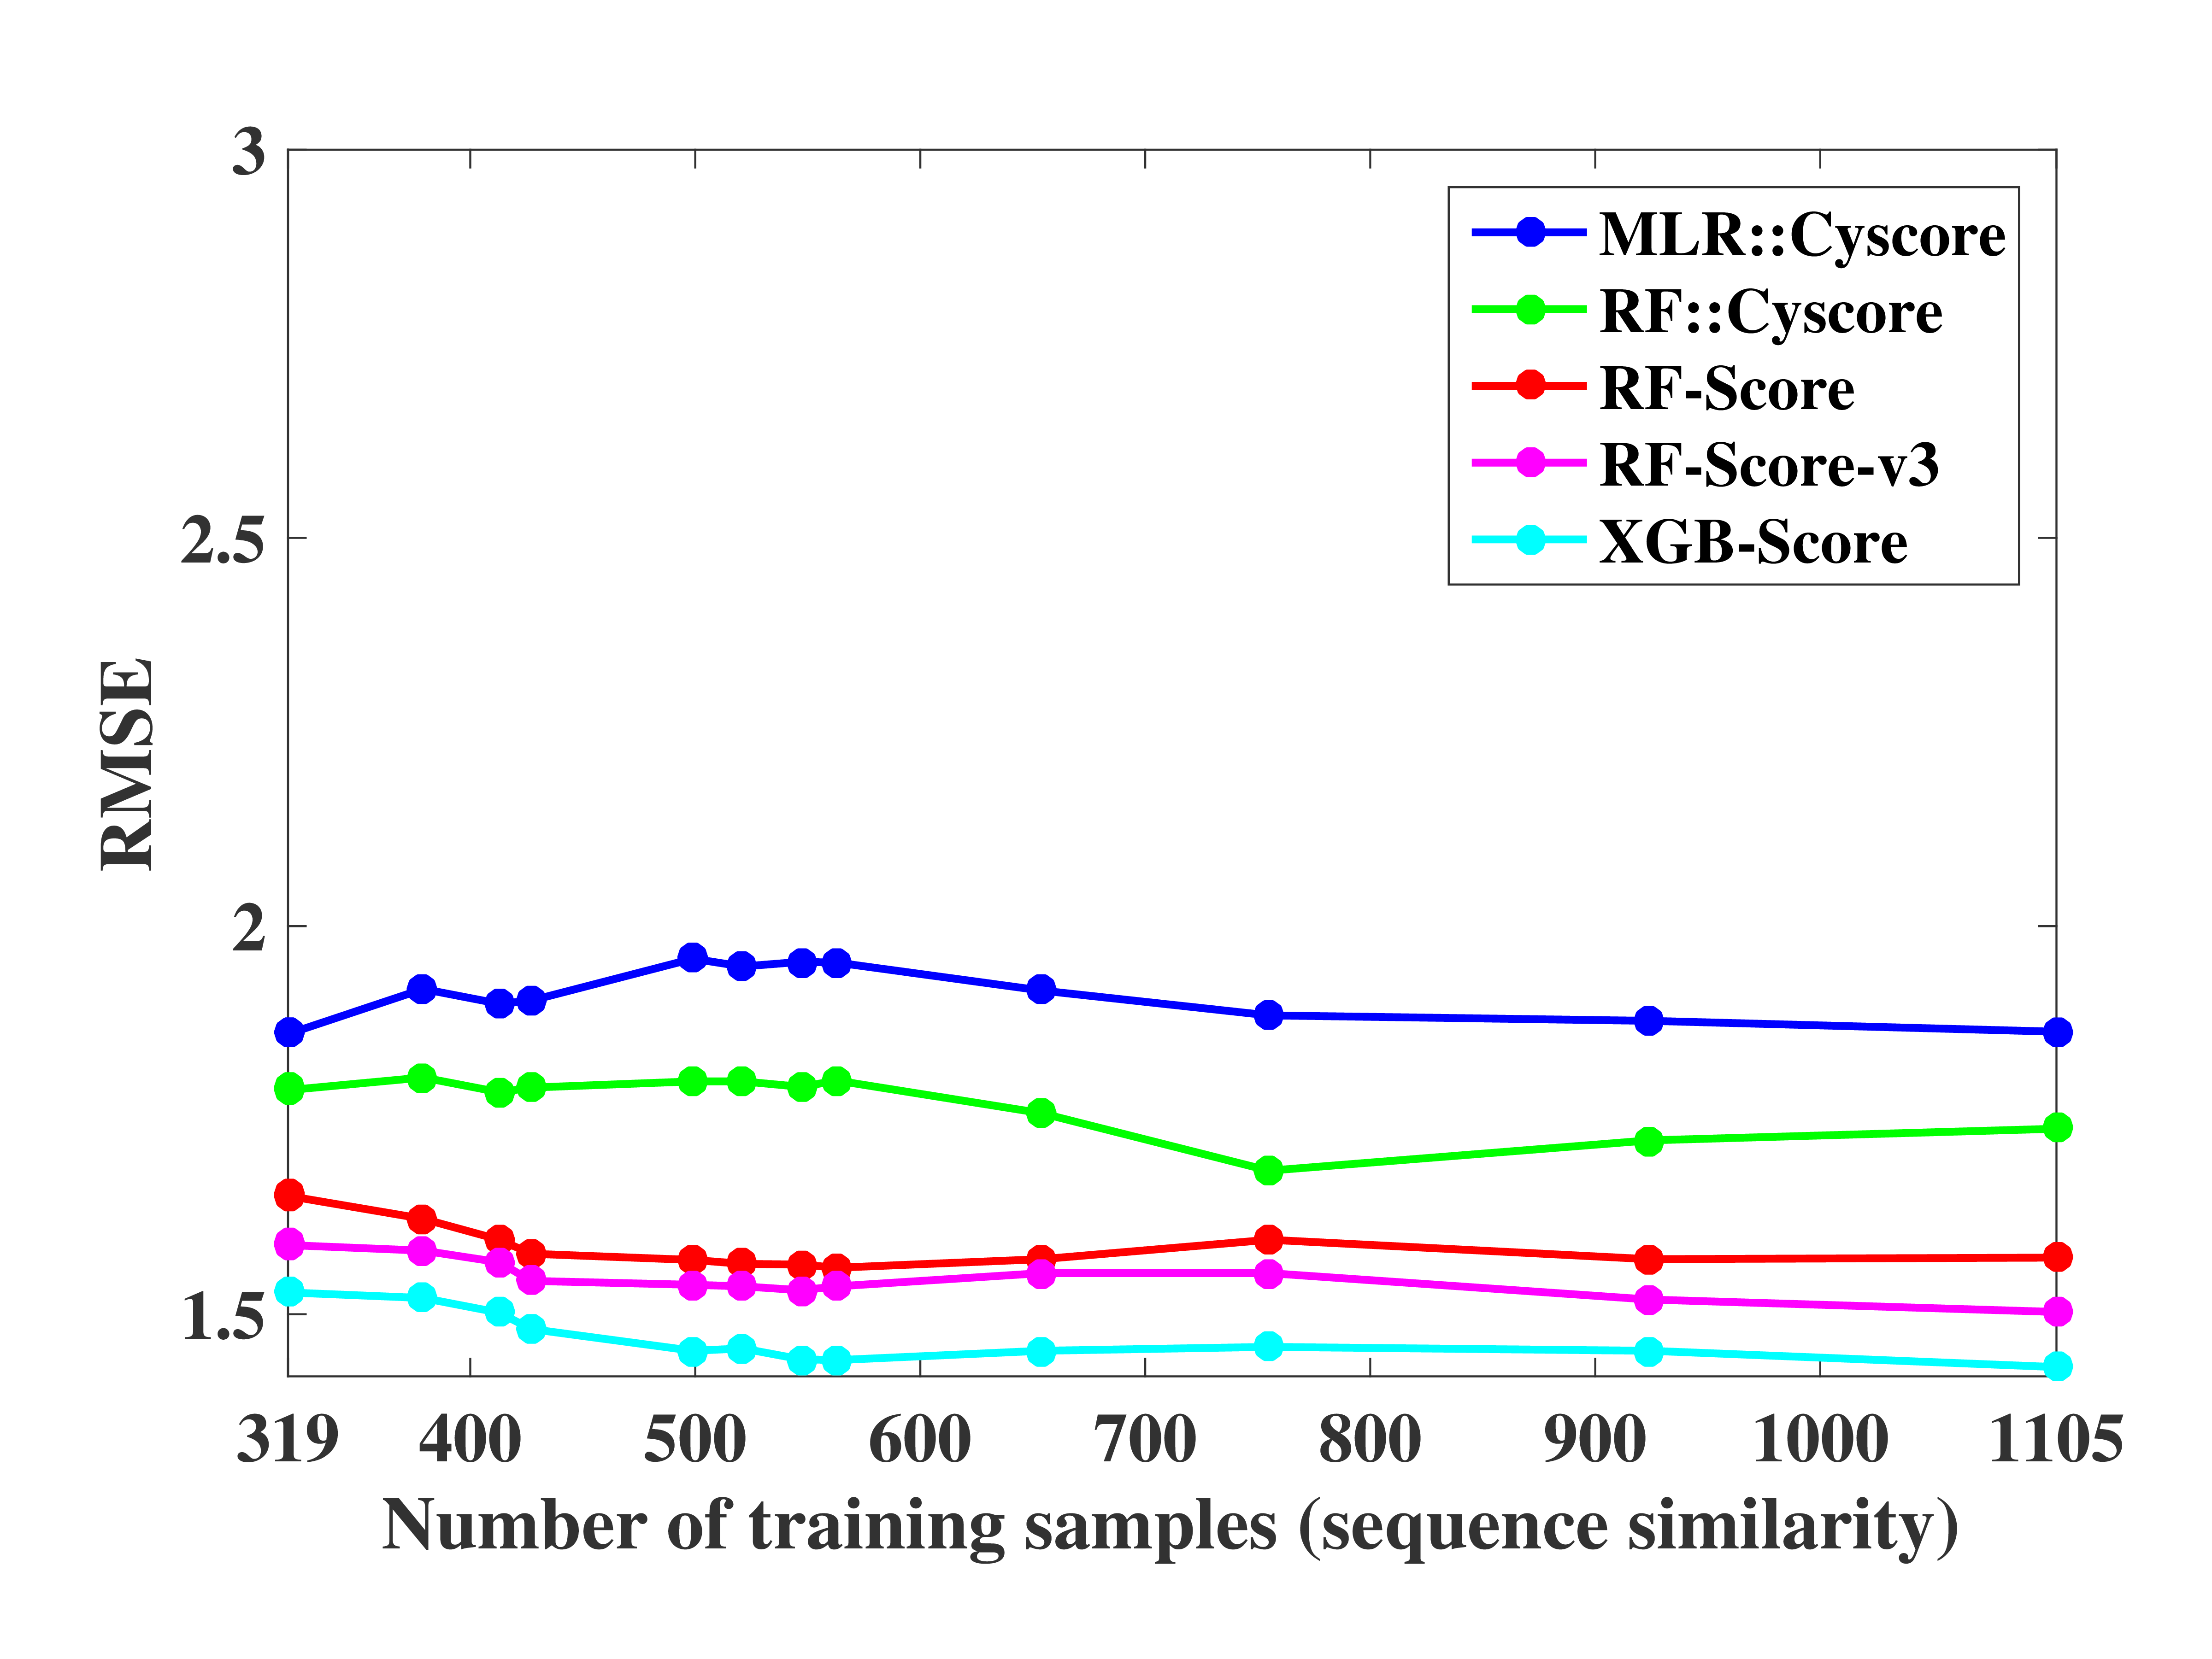 3
2.5
2
1.5
RMSE
MLR::Cyscore
RF::Cyscore
RF-Score
RF-Score-v3
XGB-Score
319 400 500 600 700 800 900 1000 1105
Number of training samples (sequence similarity)